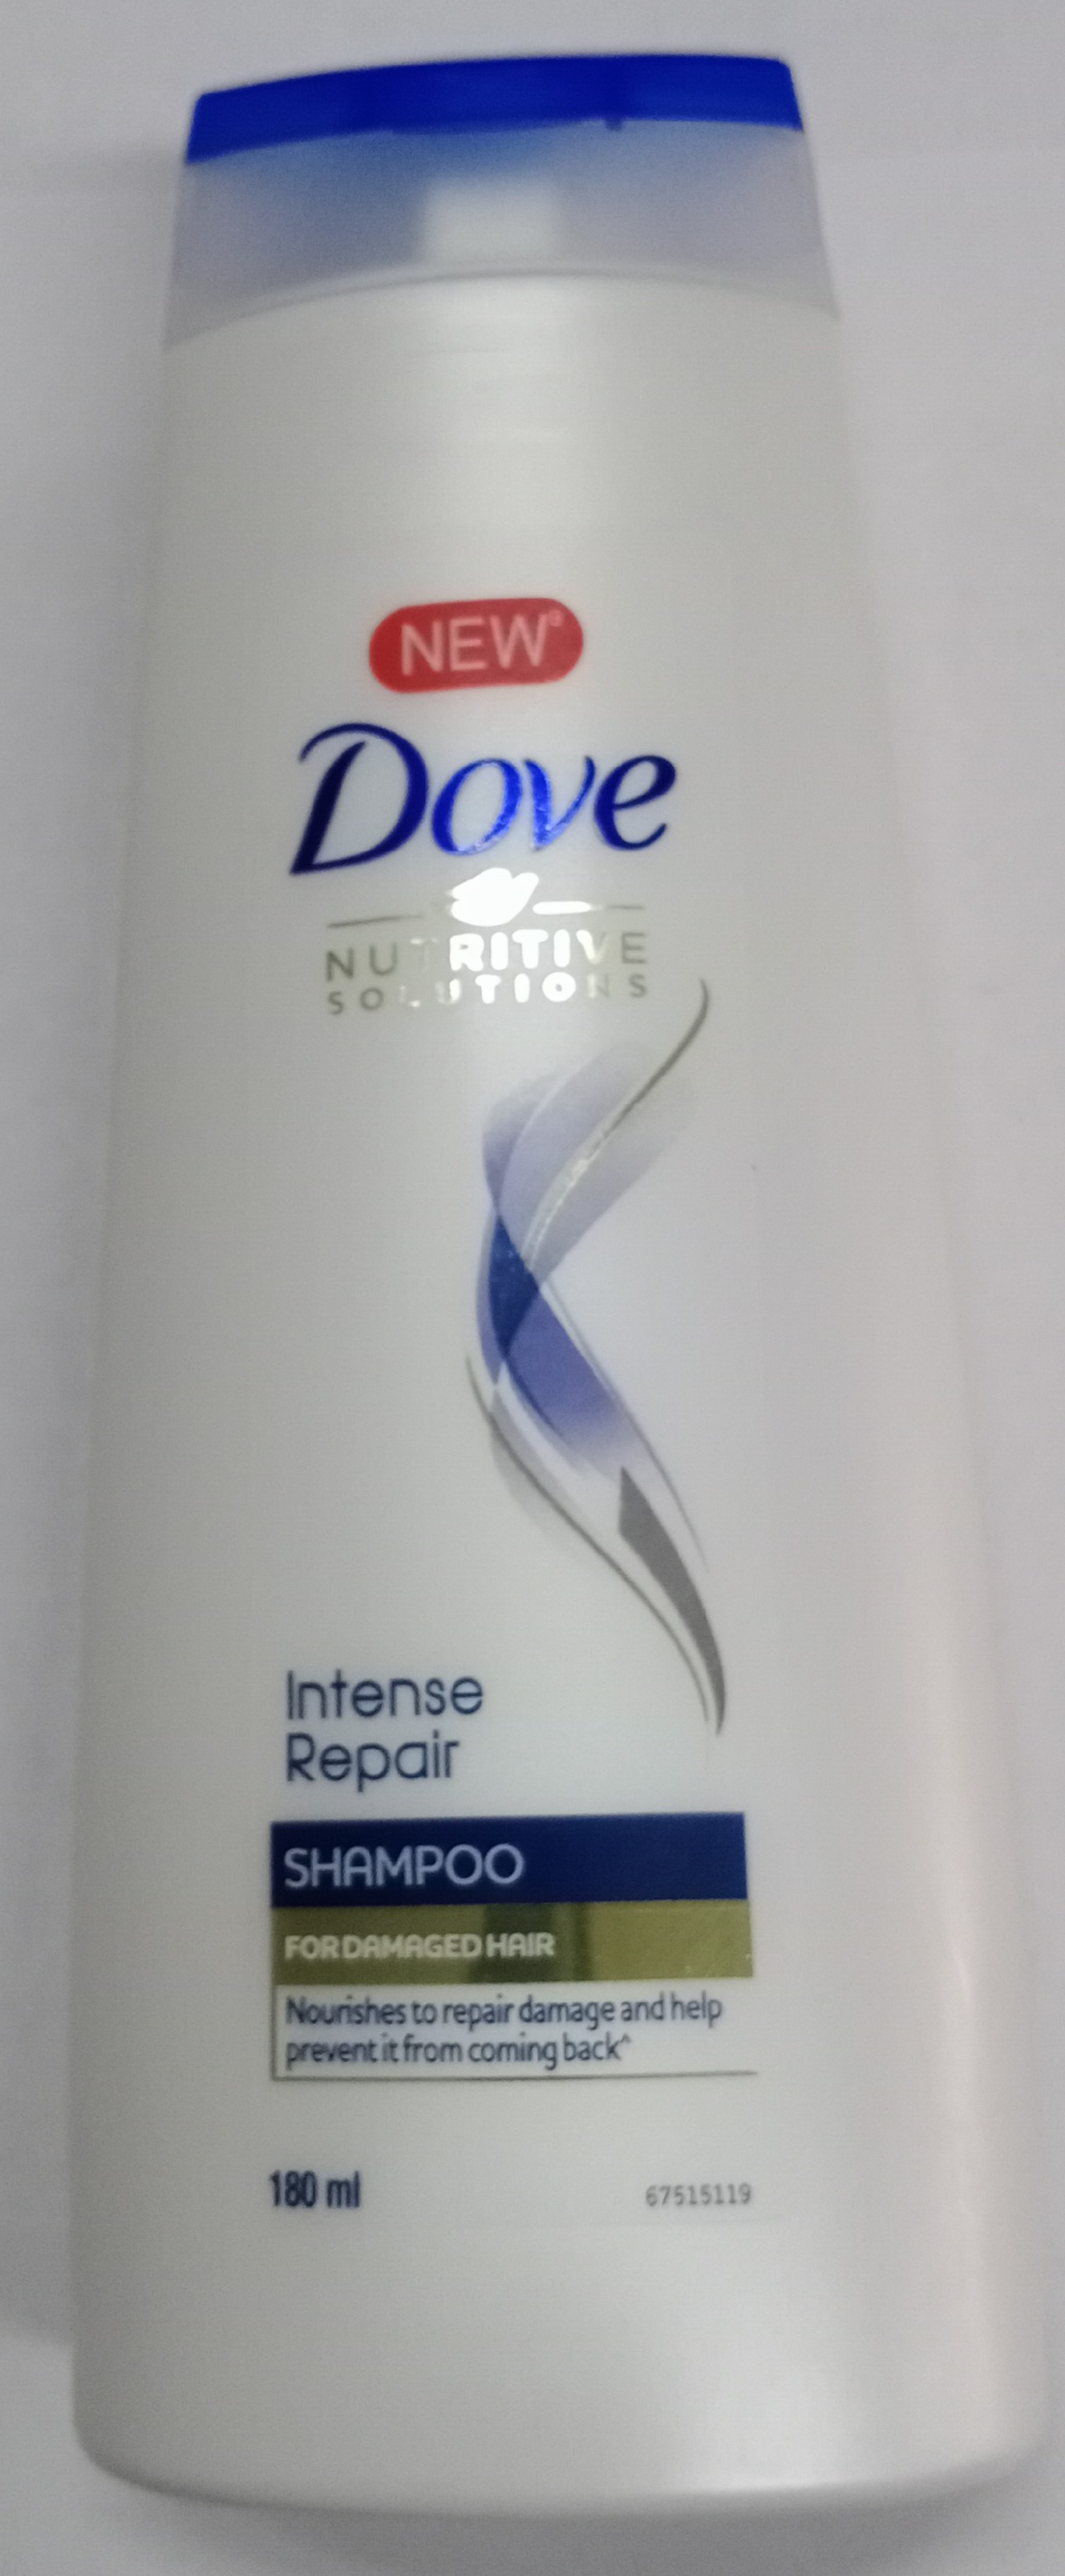 NEW°
Dove
NUTRITIVE
SOLUTIONS
Intense
Repair
SHAMPOO
FOR DAMAGED HAIR
Nourishes to repair damage and help
prevent it from coming back^
180 ml
67515119